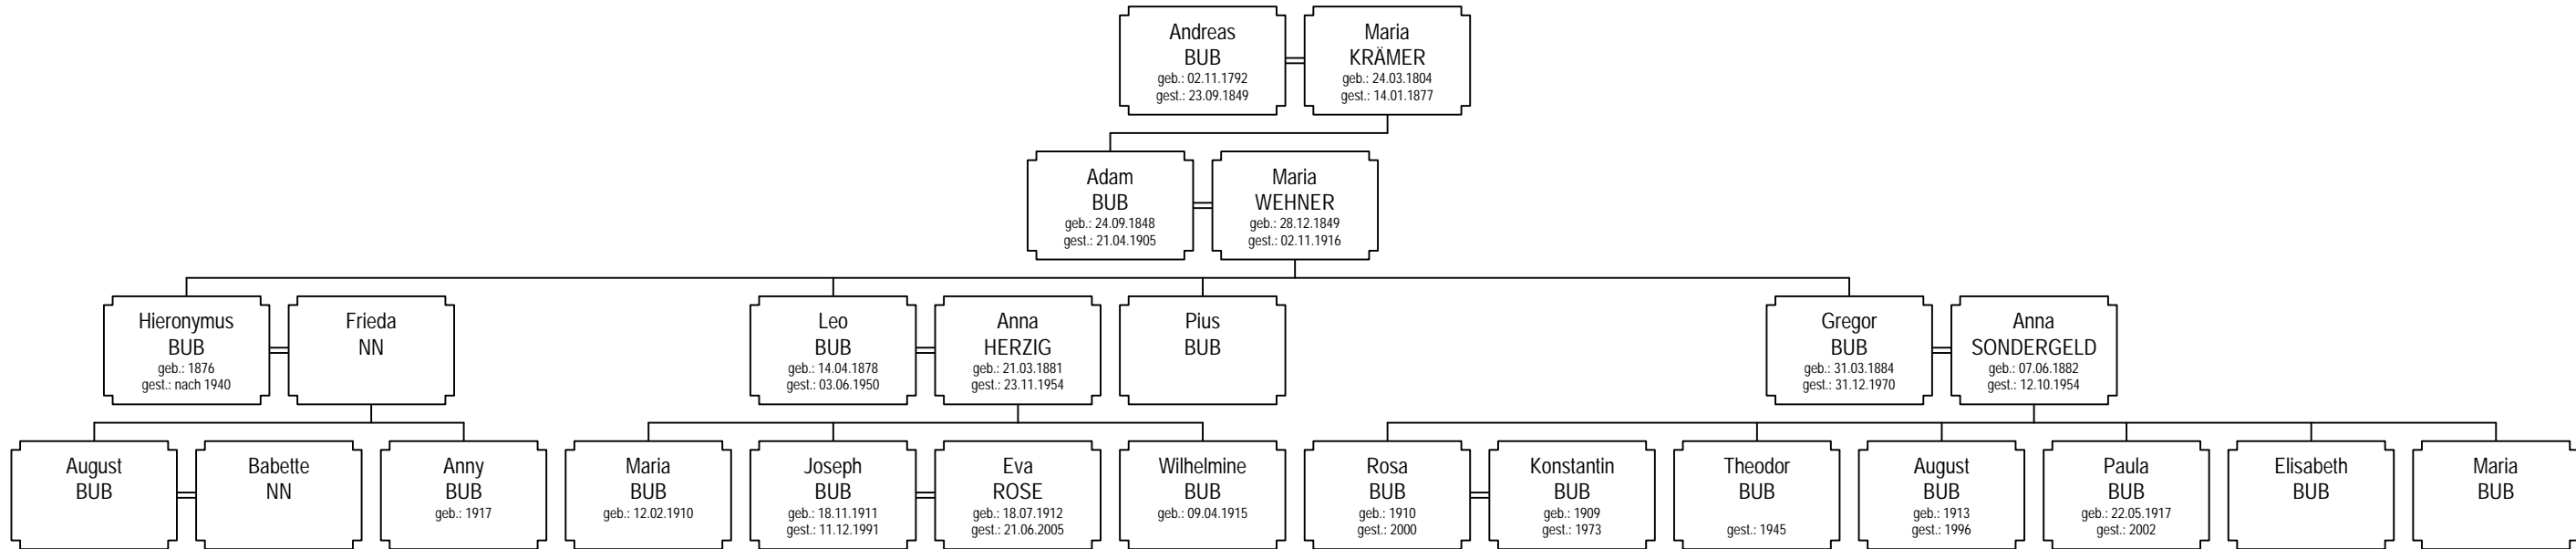 Andreas
BUB
geb.: 02.11.1792
gest.: 23.09.1849
Maria
KRÄMER
geb.: 24.03.1804
gest.: 14.01.1877
Adam
BUB
geb.: 24.09.1848
gest.: 21.04.1905
Maria
WEHNER
geb.: 28.12.1849
gest.: 02.11.1916
Hieronymus
BUB
geb.: 1876
gest.: nach 1940
Frieda
NN
Leo
BUB
geb.: 14.04.1878
gest.: 03.06.1950
Anna
HERZIG
geb.: 21.03.1881
gest.: 23.11.1954
Pius
BUB
Gregor
BUB
geb.: 31.03.1884
gest.: 31.12.1970
Anna
SONDERGELD
geb.: 07.06.1882
gest.: 12.10.1954
August
BUB
Babette
NN
Anny
BUB
geb.: 1917
Maria
BUB
geb.: 12.02.1910
Joseph
BUB
geb.: 18.11.1911
gest.: 11.12.1991
Eva
ROSE
geb.: 18.07.1912
gest.: 21.06.2005
Wilhelmine
BUB
geb.: 09.04.1915
Rosa
BUB
geb.: 1910
gest.: 2000
Konstantin
BUB
geb.: 1909
gest.: 1973
Theodor
BUB
gest.: 1945
August
BUB
geb.: 1913
gest.: 1996
Paula
BUB
geb.: 22.05.1917
gest.: 2002
Elisabeth
BUB
Maria
BUB